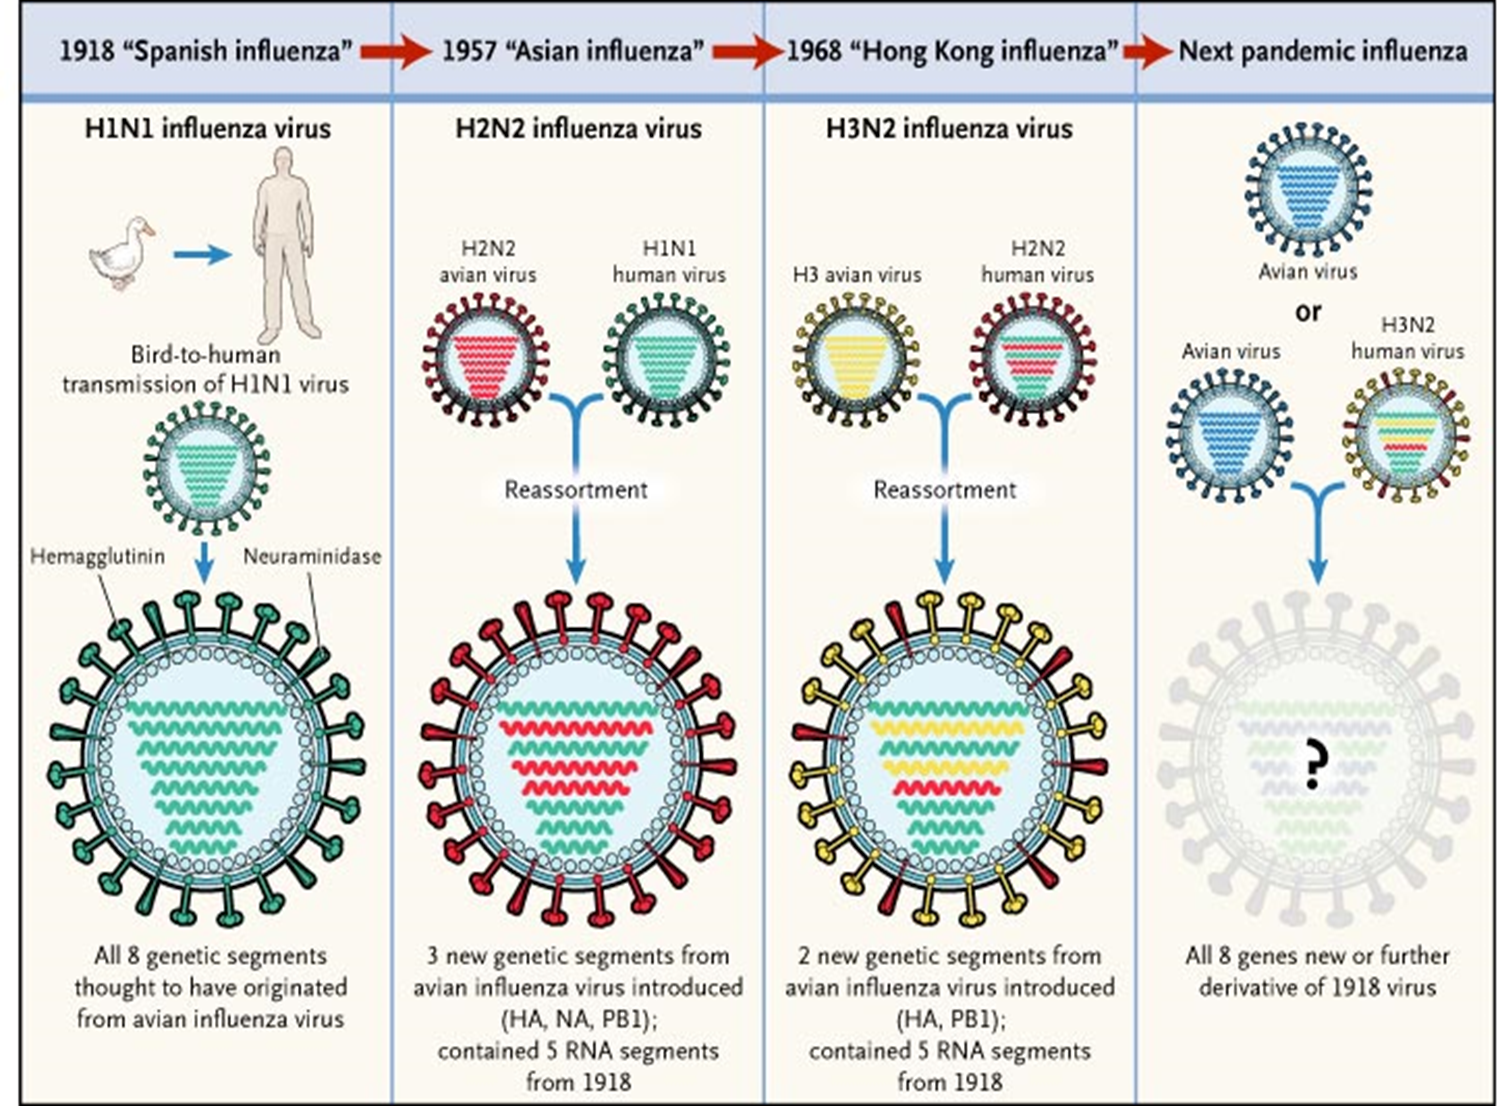 1918 “Spanish influenza”
1957 “Asian influenza”
1968 “Hong Kong influenza”
Next pandemic influenza
H1N1 influenza virus
Bird-to-human
transmission of H1N1 virus
Hemagglutinin
Neuraminidase
All 8 genetic segments
thought to have originated
from avian influenza virus
H2N2 influenza virus
H2N2
avian virus
H1N1
human virus
Reassortment
3 new genetic segments from
avian influenza virus introduced
(HA, NA, PB1);
contained 5 RNA segments
from 1918
H3N2 influenza virus
H3 avian virus
H2N2
human virus
Reassortment
2 new genetic segments from
avian influenza virus introduced
(HA, PB1);
contained 5 RNA segments
from 1918
Avian virus
or
Avian virus
H3N2
human virus
?
All 8 genes new or further
derivative of 1918 virus